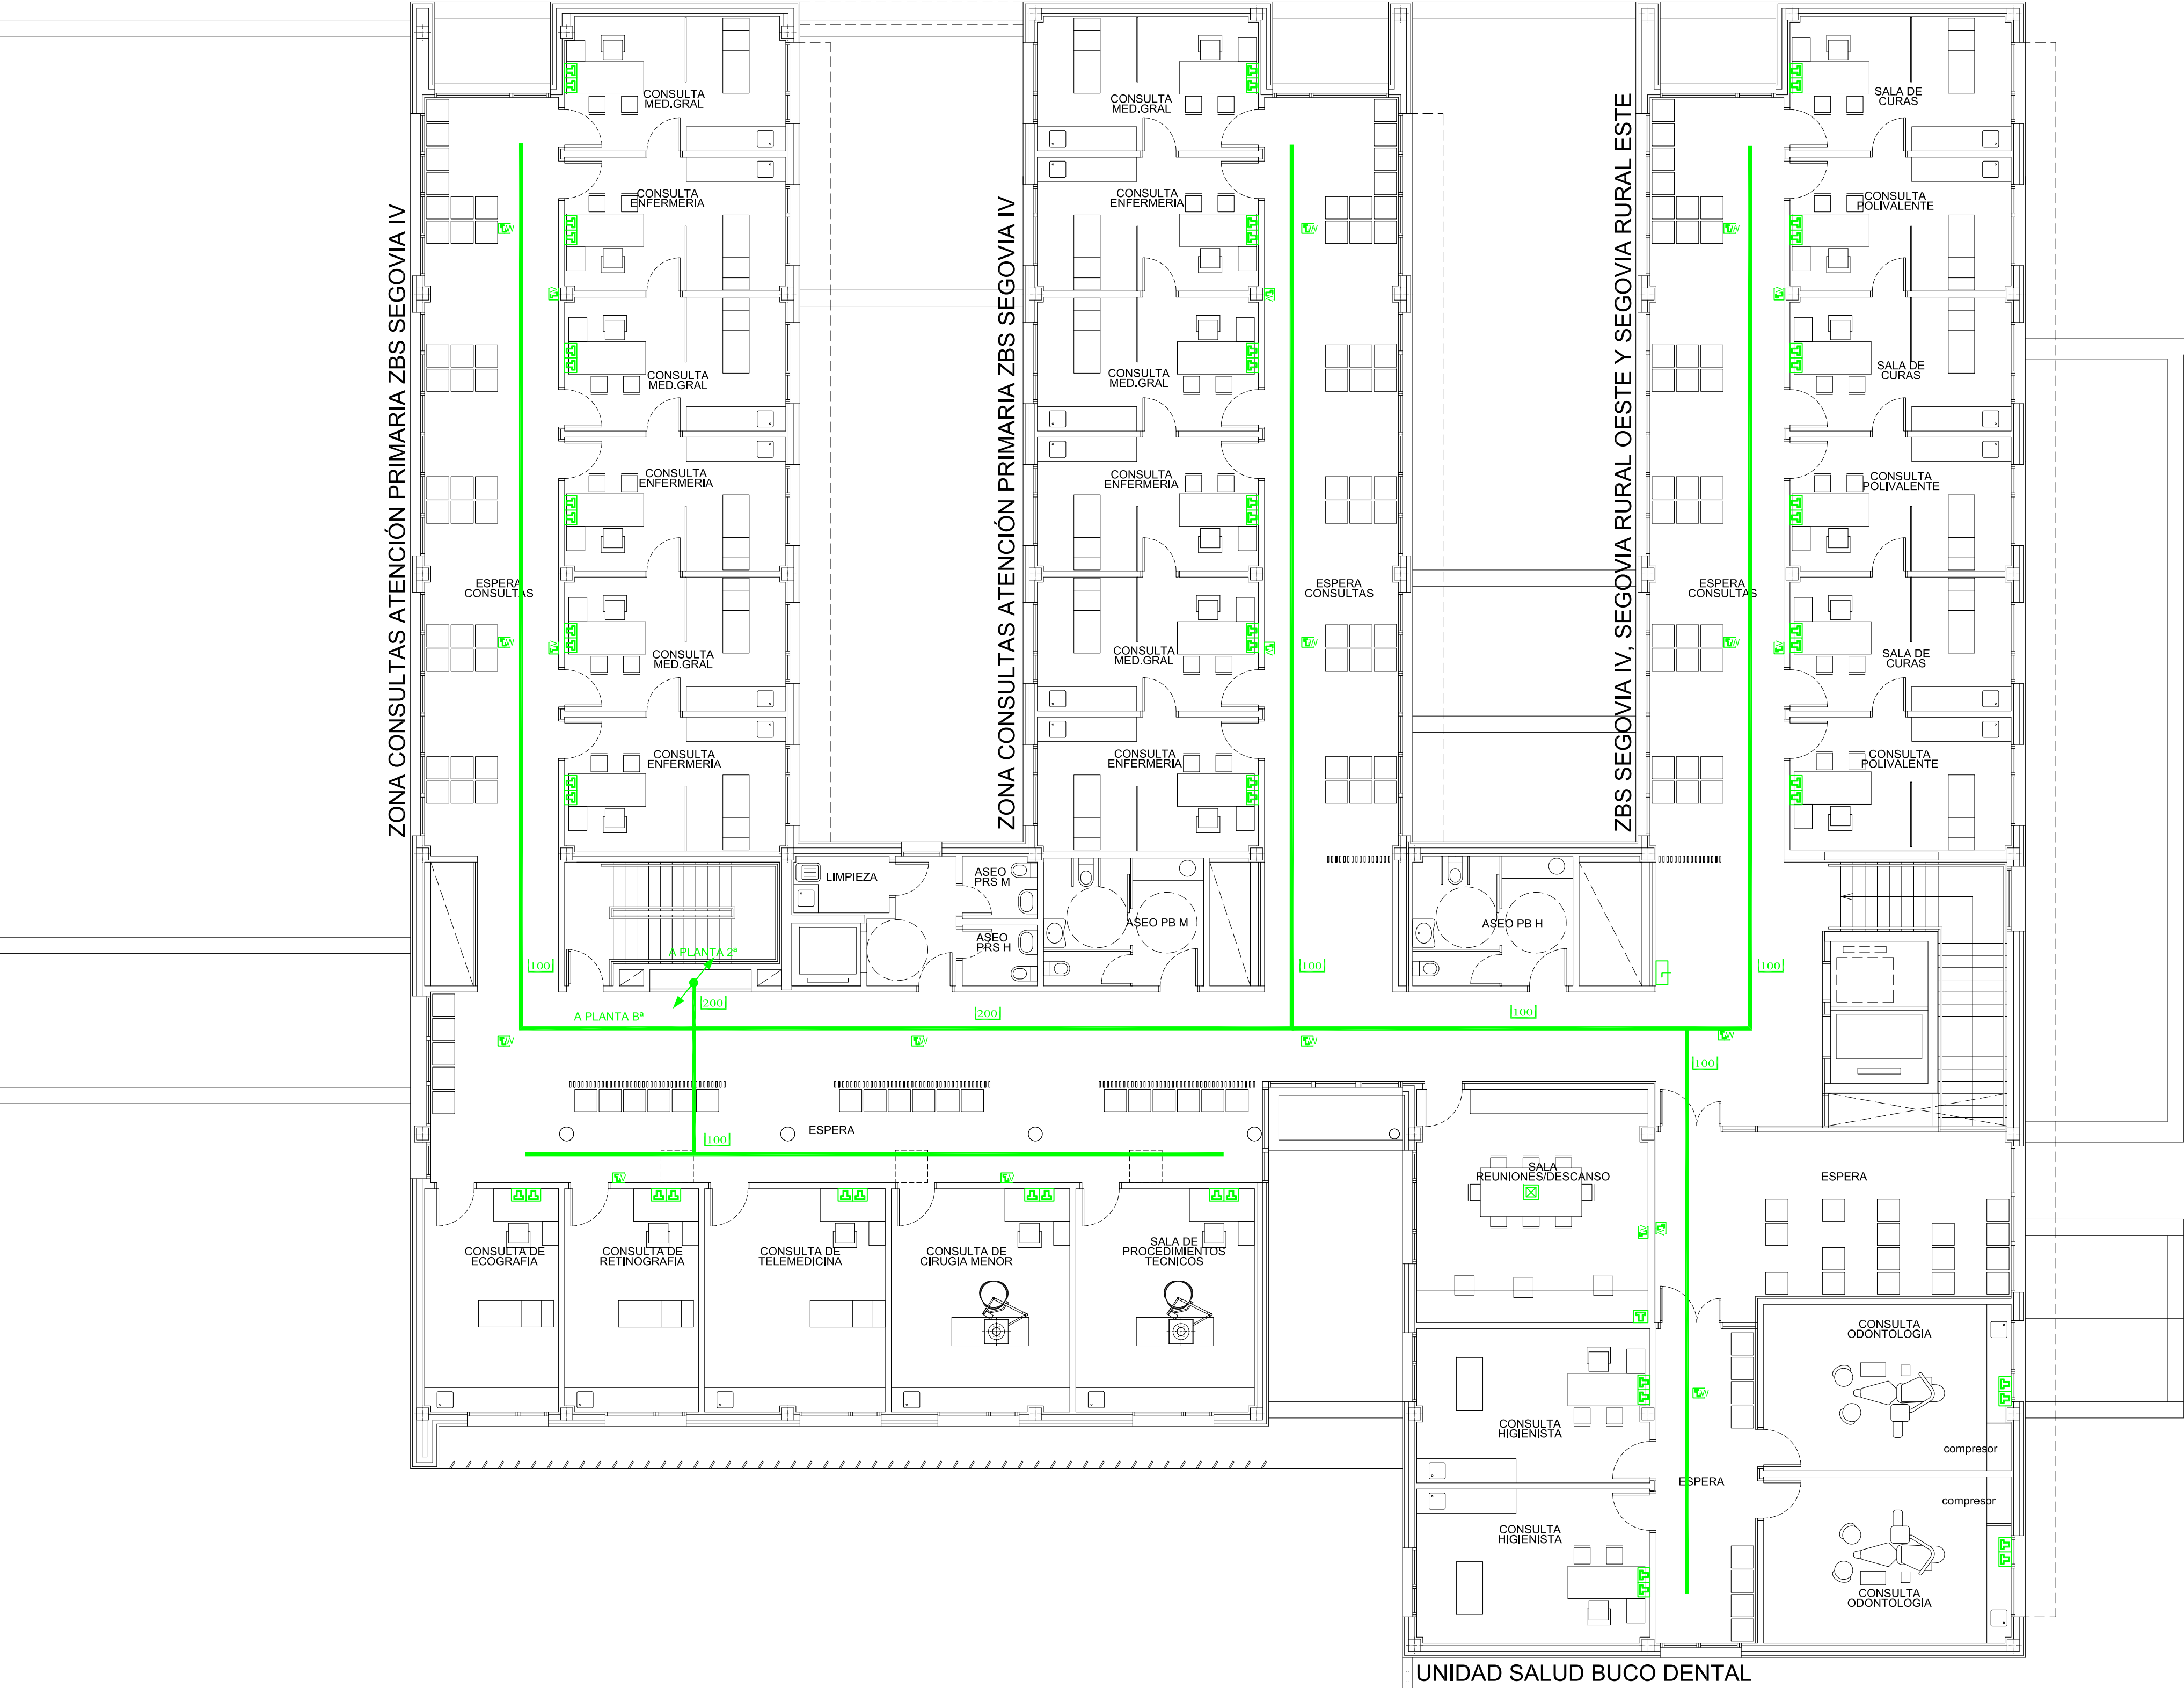 ZONA CONSULTAS ATENCIÓN PRIMARIA ZBS SEGOVIA IV
CONSULTA
MED.GRAL
CONSULTA
ENFERMERIA
CONSULTA
MED.GRAL
CONSULTA
ENFERMERIA
CONSULTA
MED.GRAL
CONSULTA
ENFERMERIA
ESPERA
CONSULTAS
ZONA CONSULTAS ATENCIÓN PRIMARIA ZBS SEGOVIA IV
CONSULTA
MED.GRAL
CONSULTA
ENFERMERIA
CONSULTA
MED.GRAL
CONSULTA
ENFERMERIA
CONSULTA
MED.GRAL
CONSULTA
ENFERMERIA
ESPERA
CONSULTAS
ZBS SEGOVIA IV, SEGOVIA RURAL OESTE Y SEGOVIA RURAL ESTE
SALA DE
CURAS
CONSULTA
POLIVALENTE
SALA DE
CURAS
CONSULTA
POLIVALENTE
SALA DE
CURAS
CONSULTA
POLIVALENTE
ESPERA
CONSULTAS
LIMPIEZA
ASEO
PRS M
ASEO
PRS H
ASEO PB M
ASEO PB H
A PLANTA 2ª
A PLANTA Bª
100
200
200
100
100
100
100
100
ESPERA
CONSULTA DE
ECOGRAFIA
CONSULTA DE
RETINOGRAFIA
CONSULTA DE
TELEMEDICINA
CONSULTA DE
CIRUGIA MENOR
SALA DE
PROCEDIMIENTOS
TECNICOS
SALA
REUNIONES/DESCANSO
ESPERA
CONSULTA
ODONTOLOGIA
compresor
CONSULTA
HIGIENISTA
ESPERA
compresor
CONSULTA
HIGIENISTA
CONSULTA
ODONTOLOGIA
UNIDAD SALUD BUCO DENTAL